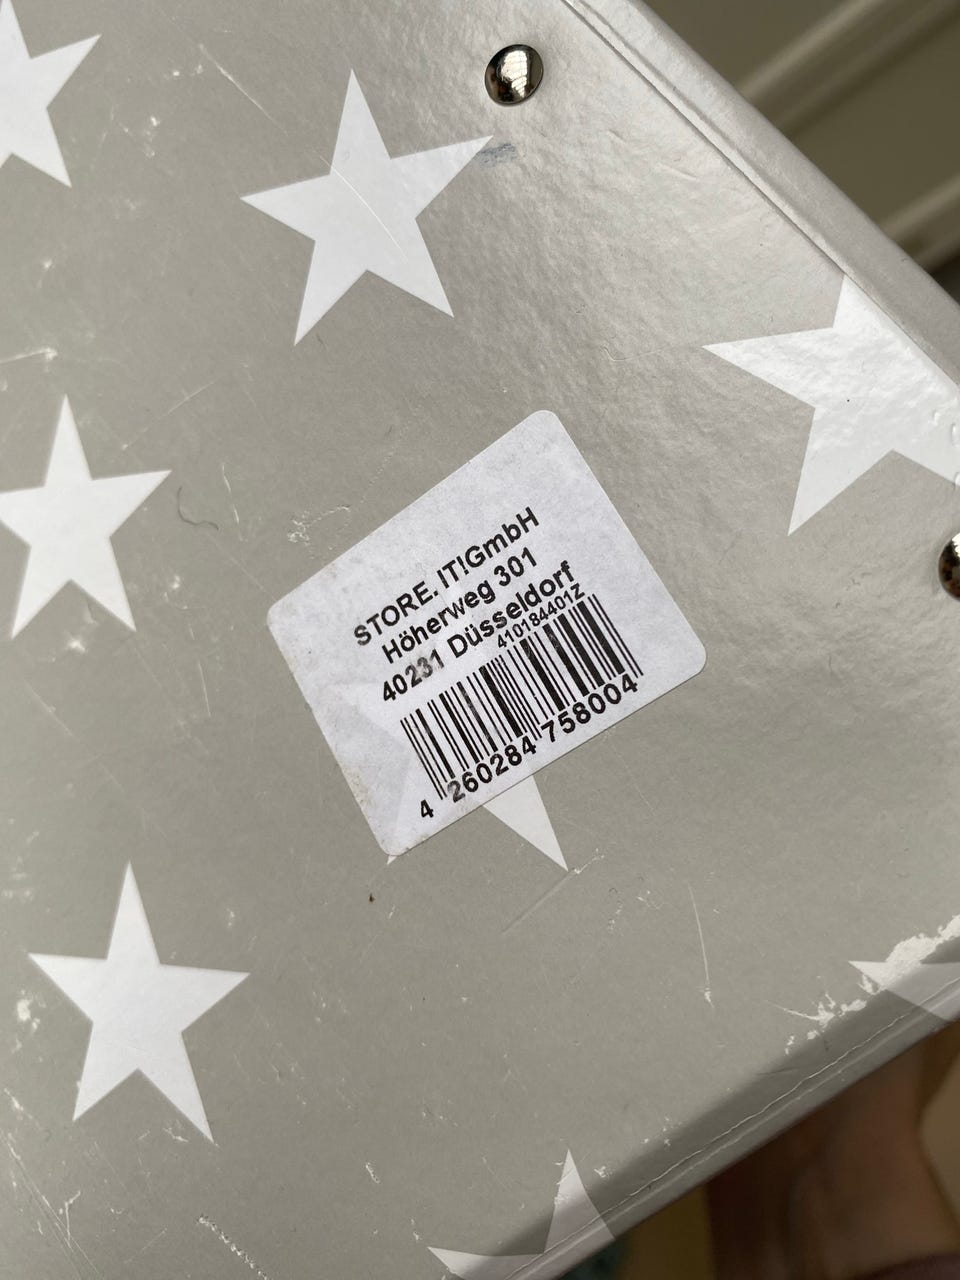 STORE. IT!GmbH
Höherweg 301
40231 Düsseldorf
410184401Z
4 260284 758004